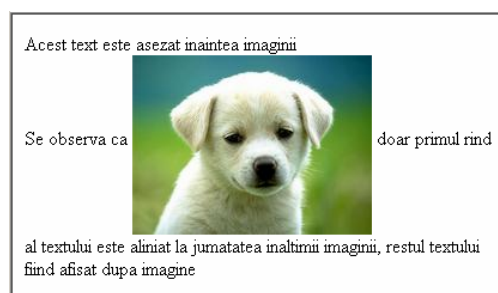 Acest text este asezat inaintea imaginii
Se observa ca doar primul rind
al textului este aliniat la jumatatea inaltimii imaginii, restul textului
fiind afisat dupa imagine